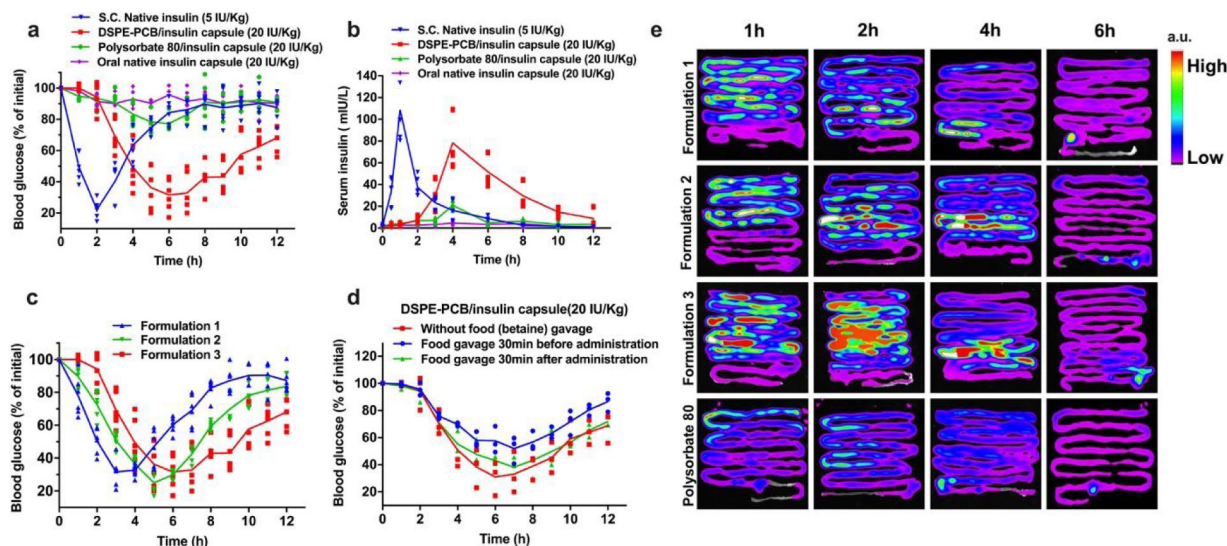 a
S.C. Native insulin (5 IU/Kg)
DSPE-PCB/insulin capsule (20 IU/Kg)
Polysorbate 80/insulin capsule (20 IU/Kg)
Oral native insulin capsule (20 IU/Kg)
Blood glucose (% of initial)
100
80
60
40
20
0 2 4 6 8 10 12
Time (h)
b
S.C. Native insulin (5 IU/Kg)
DSPE-PCB/insulin capsule (20 IU/Kg)
Polysorbate 80/insulin capsule (20 IU/Kg)
Oral native insulin capsule (20 IU/Kg)
Serum insulin ( mIU/L)
140
120
100
80
60
40
20
0
0 2 4 6 8 10 12
Time (h)
c
Formulation 1
Formulation 2
Formulation 3
Blood glucose (% of initial)
100
80
60
40
20
0 2 4 6 8 10 12
Time (h)
d
DSPE-PCB/insulin capsule(20 IU/Kg)
Without food (betaine) gavage
Food gavage 30min before administration
Food gavage 30min after administration
Blood glucose (% of initial)
120
100
80
60
40
20
0 2 4 6 8 10 12
Time (h)
e
1h 2h 4h 6h
Formulation 1
Formulation 2
Formulation 3
Polysorbate 80
a.u.
High
Low